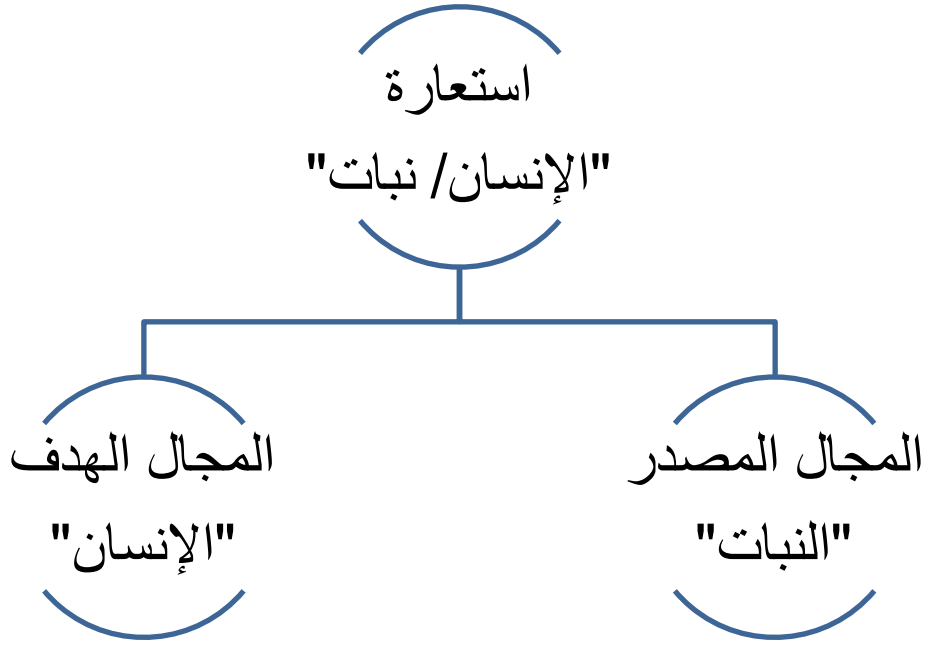 استعارة
"الإنسان/ نبات"
المجال المصدر
"النبات"
المجال الهدف
"الإنسان"